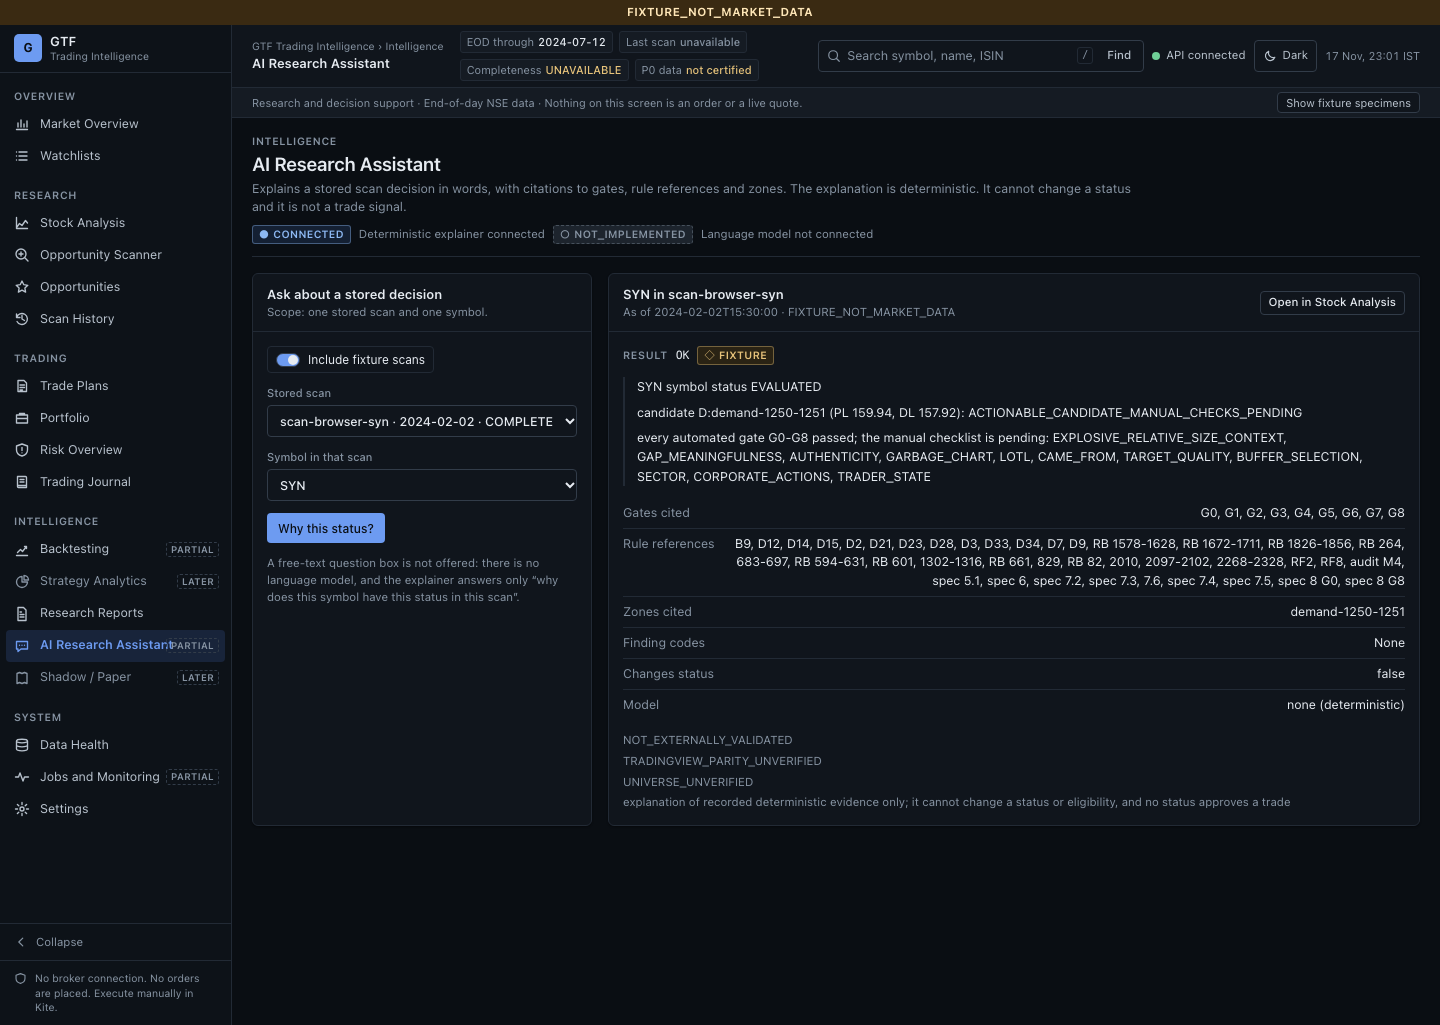 FIXTURE_NOT_MARKET_DATA
G
GTF
Trading Intelligence
OVERVIEW
Market Overview
Watchlists
RESEARCH
Stock Analysis
Opportunity Scanner
Opportunities
Scan History
TRADING
Trade Plans
Portfolio
Risk Overview
Trading Journal
INTELLIGENCE
Backtesting PARTIAL
Strategy Analytics LATER
Research Reports
AI Research Assistant PARTIAL
Shadow / Paper LATER
SYSTEM
Data Health
Jobs and Monitoring PARTIAL
Settings
Collapse
No broker connection. No orders
are placed. Execute manually in
Kite.
GTF Trading Intelligence › Intelligence
AI Research Assistant
EOD through 2024-07-12 Last scan unavailable
Completeness UNAVAILABLE P0 data not certified
Search symbol, name, ISIN / Find
API connected
Dark
17 Nov, 23:01 IST
Research and decision support · End-of-day NSE data · Nothing on this screen is an order or a live quote.
Show fixture specimens
INTELLIGENCE
AI Research Assistant
Explains a stored scan decision in words, with citations to gates, rule references and zones. The explanation is deterministic. It cannot change a status
and it is not a trade signal.
CONNECTED Deterministic explainer connected NOT_IMPLEMENTED Language model not connected
Ask about a stored decision
Scope: one stored scan and one symbol.
Include fixture scans
Stored scan
scan-browser-syn · 2024-02-02 · COMPLETE
Symbol in that scan
SYN
Why this status?
A free-text question box is not offered: there is no
language model, and the explainer answers only “why
does this symbol have this status in this scan”.
SYN in scan-browser-syn
As of 2024-02-02T15:30:00 · FIXTURE_NOT_MARKET_DATA
Open in Stock Analysis
RESULT OK FIXTURE
SYN symbol status EVALUATED
candidate D:demand-1250-1251 (PL 159.94, DL 157.92): ACTIONABLE_CANDIDATE_MANUAL_CHECKS_PENDING
every automated gate G0-G8 passed; the manual checklist is pending: EXPLOSIVE_RELATIVE_SIZE_CONTEXT,
GAP_MEANINGFULNESS, AUTHENTICITY, GARBAGE_CHART, LOTL, CAME_FROM, TARGET_QUALITY, BUFFER_SELECTION,
SECTOR, CORPORATE_ACTIONS, TRADER_STATE
Gates cited G0, G1, G2, G3, G4, G5, G6, G7, G8
Rule references B9, D12, D14, D15, D2, D21, D23, D28, D3, D33, D34, D7, D9, RB 1578-1628, RB 1672-1711, RB 1826-1856, RB 264,
683-697, RB 594-631, RB 601, 1302-1316, RB 661, 829, RB 82, 2010, 2097-2102, 2268-2328, RF2, RF8, audit M4,
spec 5.1, spec 6, spec 7.2, spec 7.3, 7.6, spec 7.4, spec 7.5, spec 8 G0, spec 8 G8
Zones cited demand-1250-1251
Finding codes None
Changes status false
Model none (deterministic)
NOT_EXTERNALLY_VALIDATED
TRADINGVIEW_PARITY_UNVERIFIED
UNIVERSE_UNVERIFIED
explanation of recorded deterministic evidence only; it cannot change a status or eligibility, and no status approves a trade